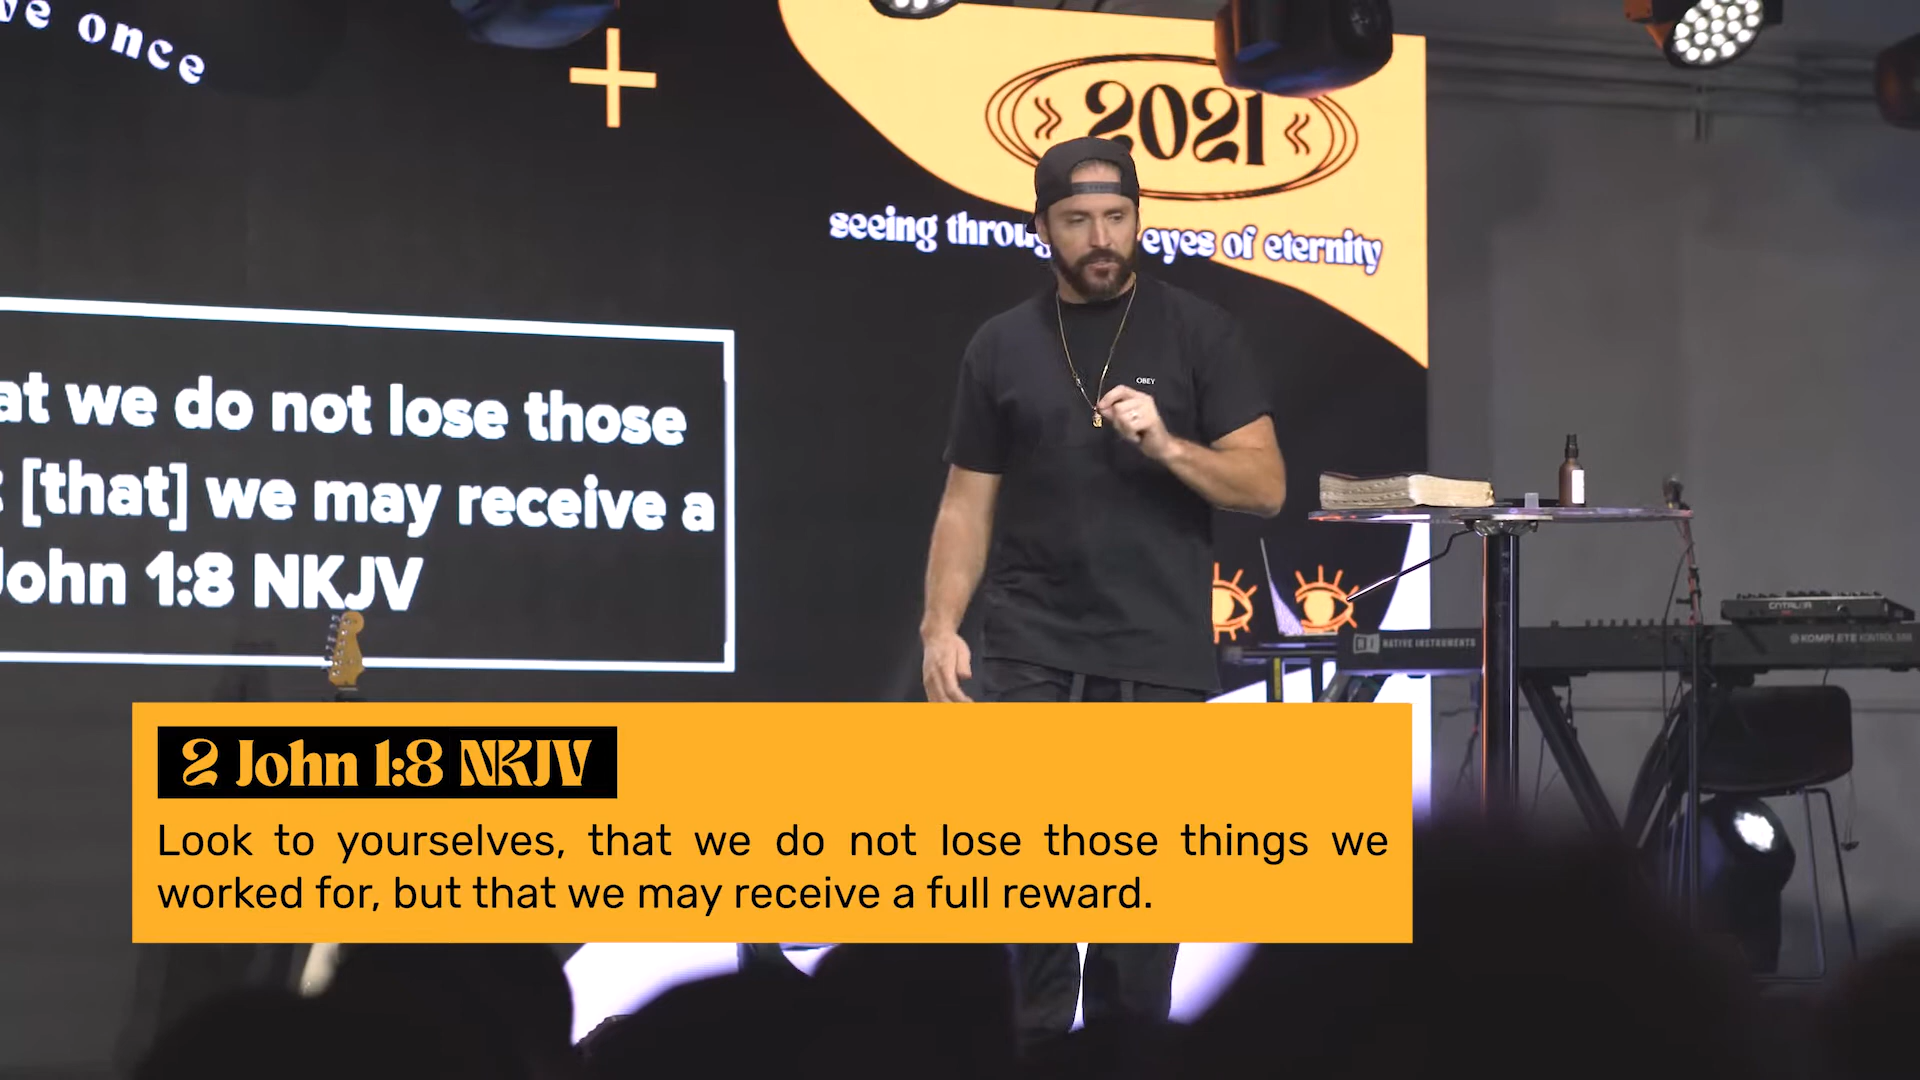 ve once
2021
seeing throug eyes of eternity
at we do not lose those
: [that] we may receive a
John 1:8 NKJV
OBEY
NATIVE INSTRUMENTS
KOMPLETE KONTROL
2 John 1:8 NKJV
Look to yourselves, that we do not lose those things we
worked for, but that we may receive a full reward.